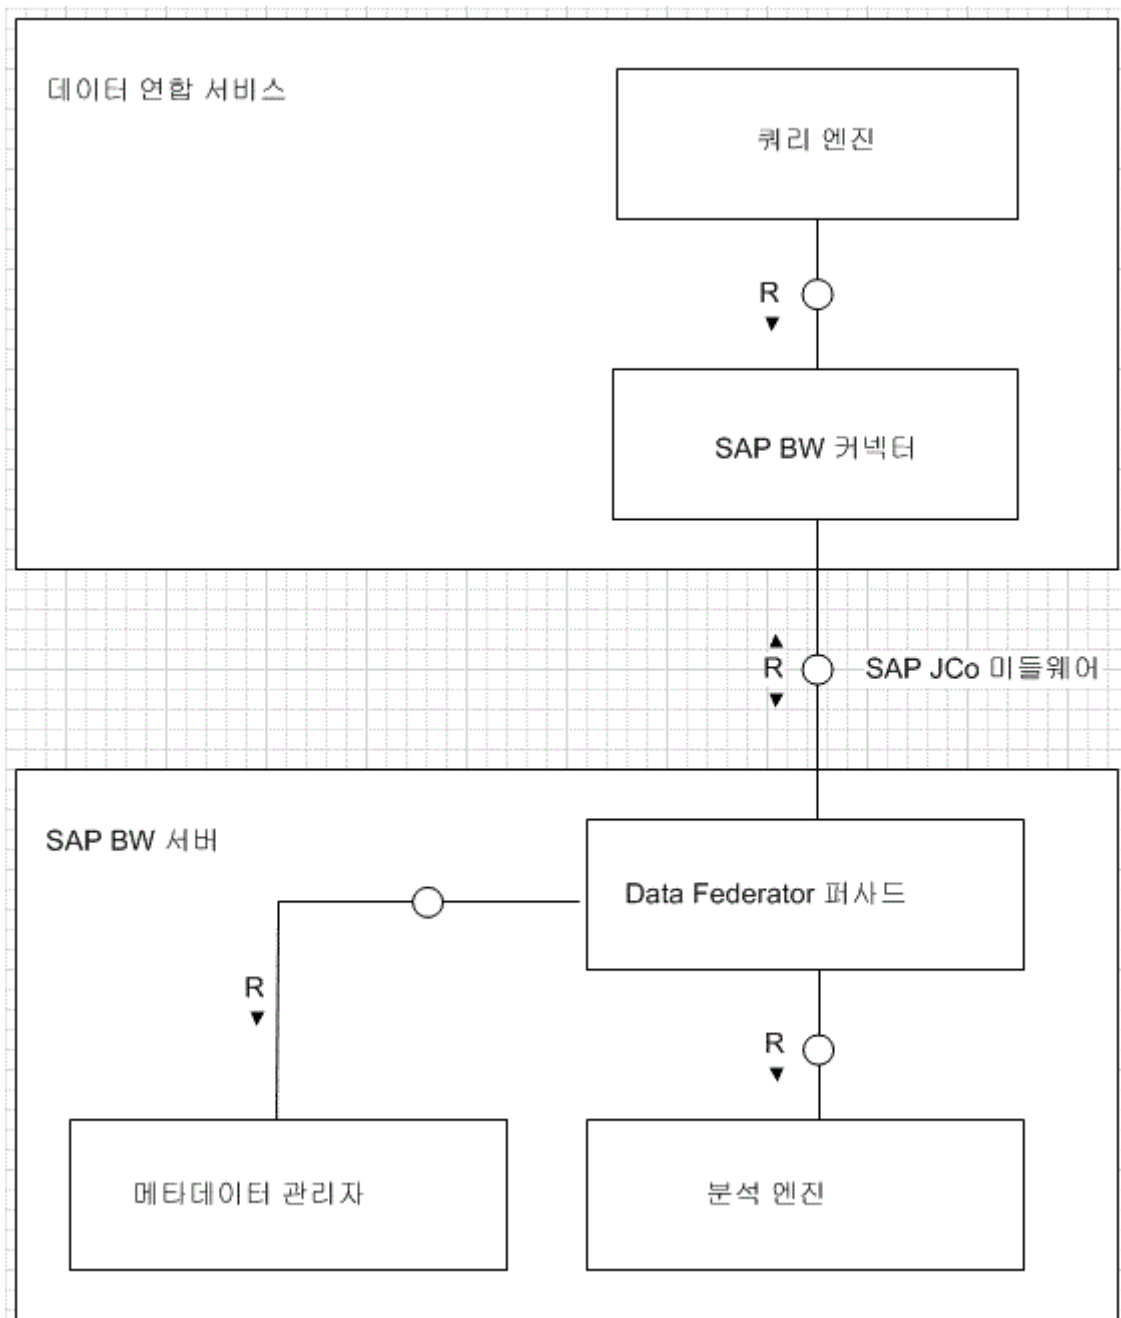 데이터 연합 서비스
쿼리 엔진
R
▼
SAP BW 커넥터
▲
R
▼
SAP JCo 미들웨어
SAP BW 서버
Data Federator 퍼사드
R
▼
R
▼
메타데이터 관리자
분석 엔진